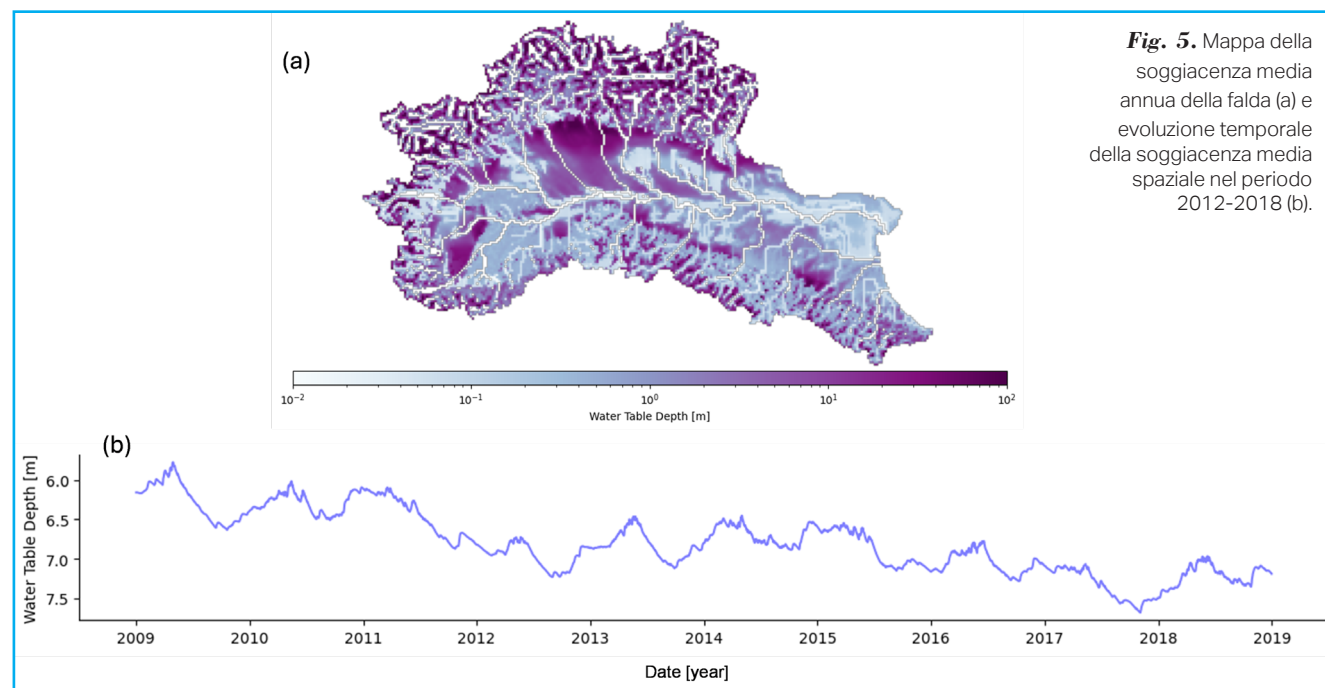 (a)
Fig. 5. Mappa della
soggiacenza media
annua della falda (a) e
evoluzione temporale
della soggiacenza media
spaziale nel periodo
2012-2018 (b).
10⁻² 10⁻¹ 10⁰ 10¹ 10²
Water Table Depth [m]
(b)
Water Table Depth [m]
6.0
6.5
7.0
7.5
2009 2010 2011 2012 2013 2014 2015 2016 2017 2018 2019
Date [year]